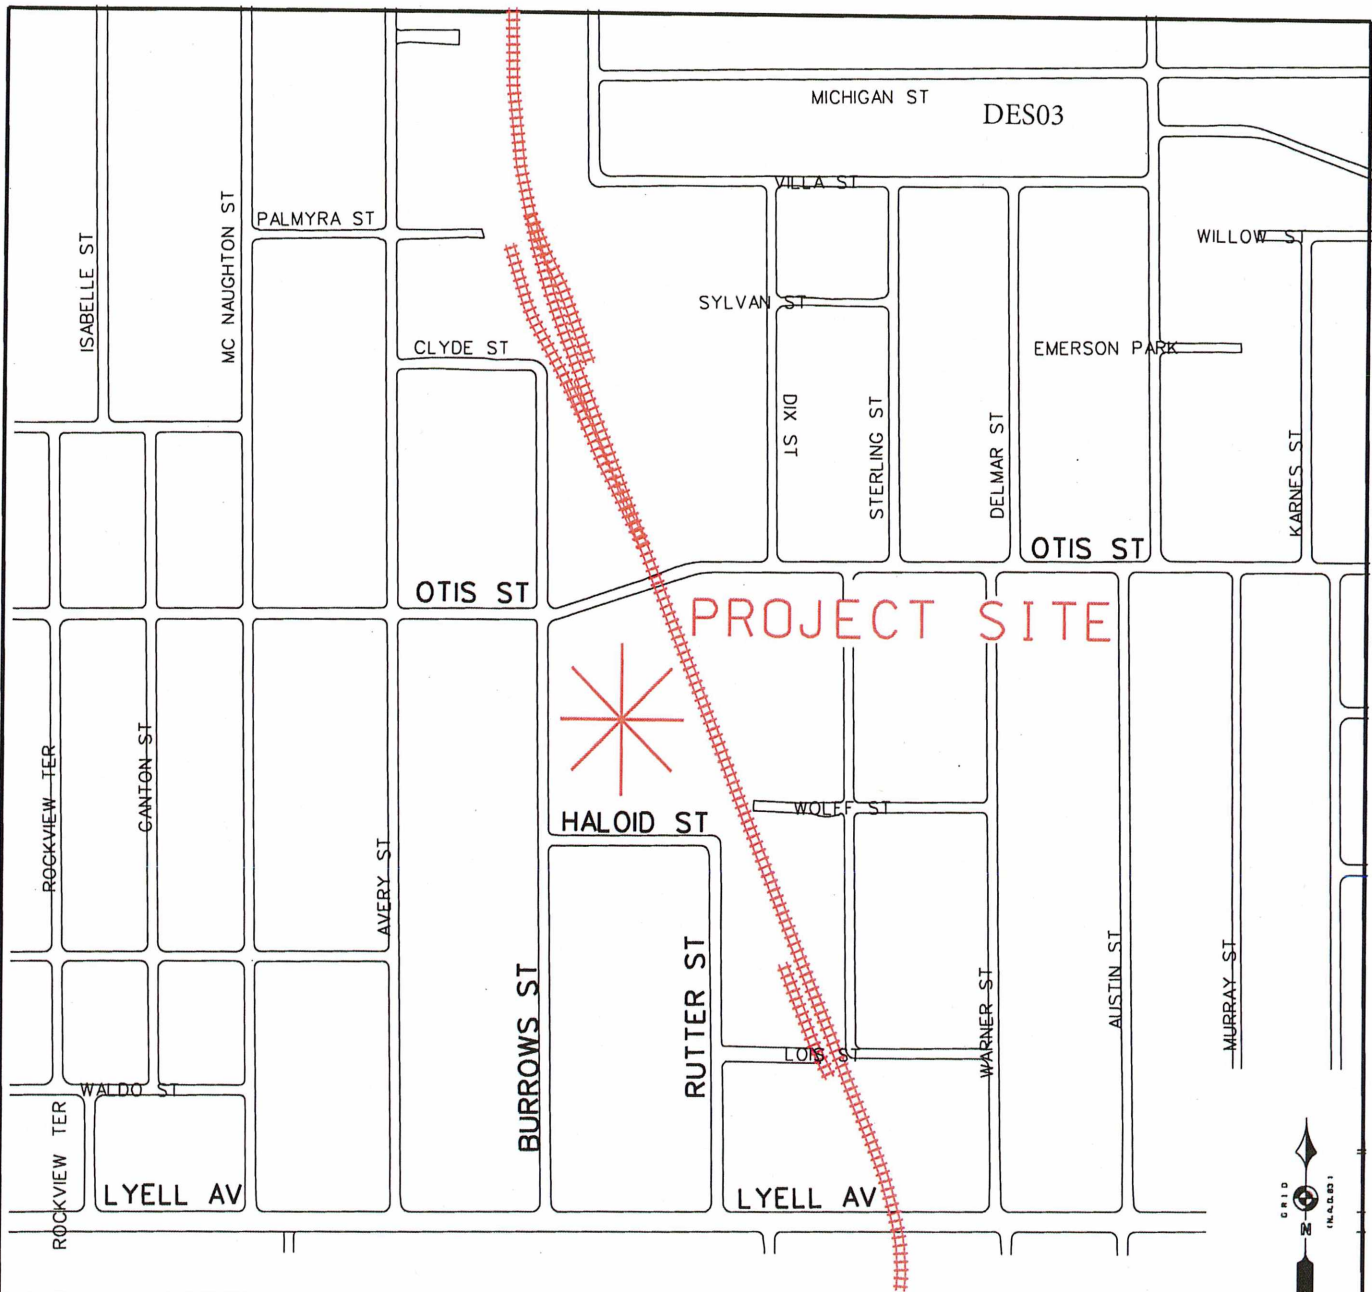 MICHIGAN ST
DES03
VILLA ST
PALMYRA ST
ISABELLE ST
MC NAUGHTON ST
WILLOW ST
SYLVAN ST
CLYDE ST
EMERSON PARK
DIX ST
STERLING ST
DELMAR ST
KARNES ST
OTIS ST
OTIS ST
PROJECT SITE
ROCKVIEW TER
CANTON ST
AVERY ST
HALOID ST
WOLFF ST
BURROWS ST
RUTTER ST
WARNER ST
AUSTIN ST
MURRAY ST
LOIS ST
WALDO ST
ROCKVIEW TER
LYELL AV
LYELL AV
GRID
N
(N.A.D.83)